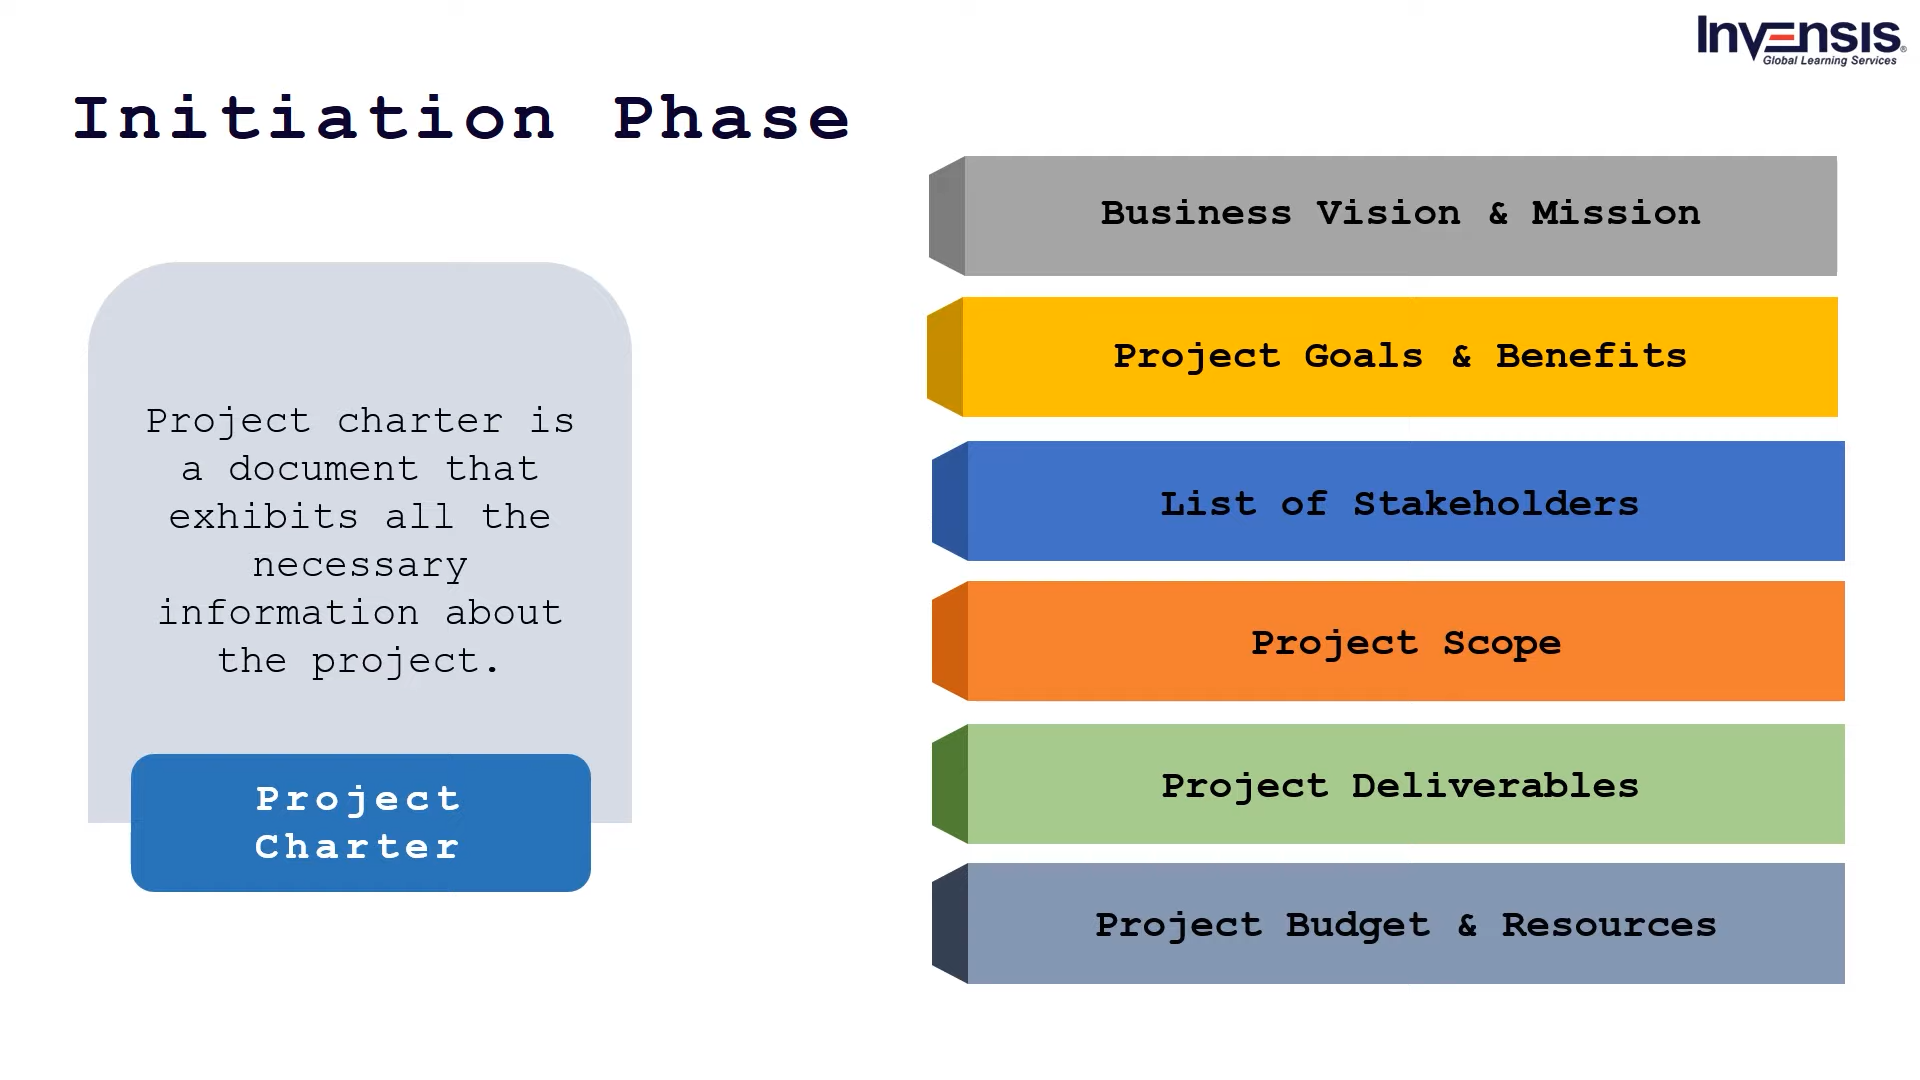 Invensis®
Global Learning Services
Initiation Phase
Project charter is
a document that
exhibits all the
necessary
information about
the project.
Project
Charter
Business Vision & Mission
Project Goals & Benefits
List of Stakeholders
Project Scope
Project Deliverables
Project Budget & Resources